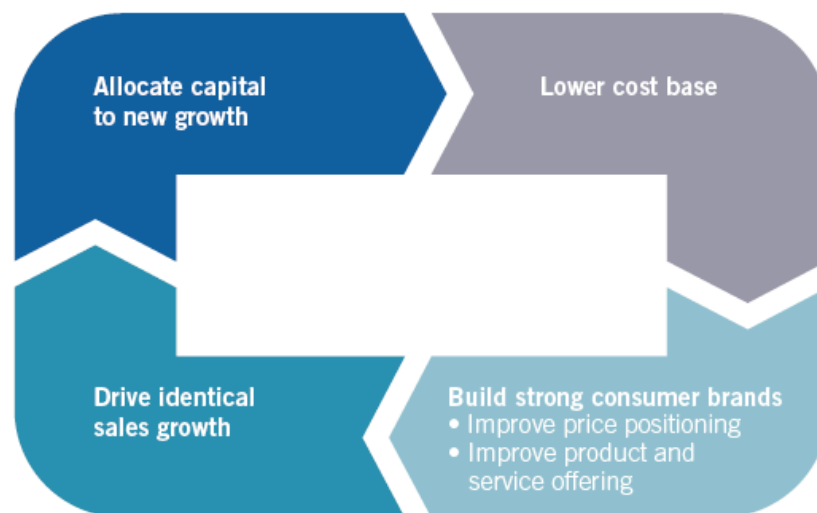 Allocate capital
to new growth
Lower cost base
Build strong consumer brands
• Improve price positioning
• Improve product and
service offering
Drive identical
sales growth